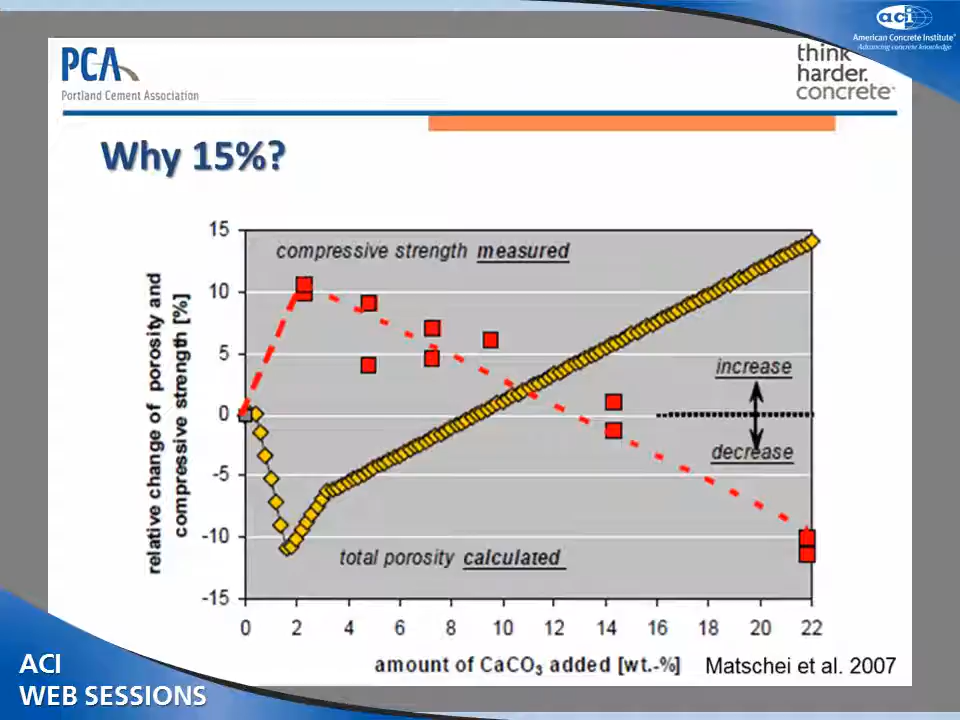 aci
American Concrete Institute®
Advancing concrete knowledge
PCA
Portland Cement Association
think
harder.
concrete
Why 15%?
relative change of porosity and
compressive strength [%]
15
10
5
0
-5
-10
-15
compressive strength measured
increase
decrease
total porosity calculated
0 2 4 6 8 10 12 14 16 18 20 22
amount of CaCO₃ added [wt.-%]
Matschei et al. 2007
ACI
WEB SESSIONS